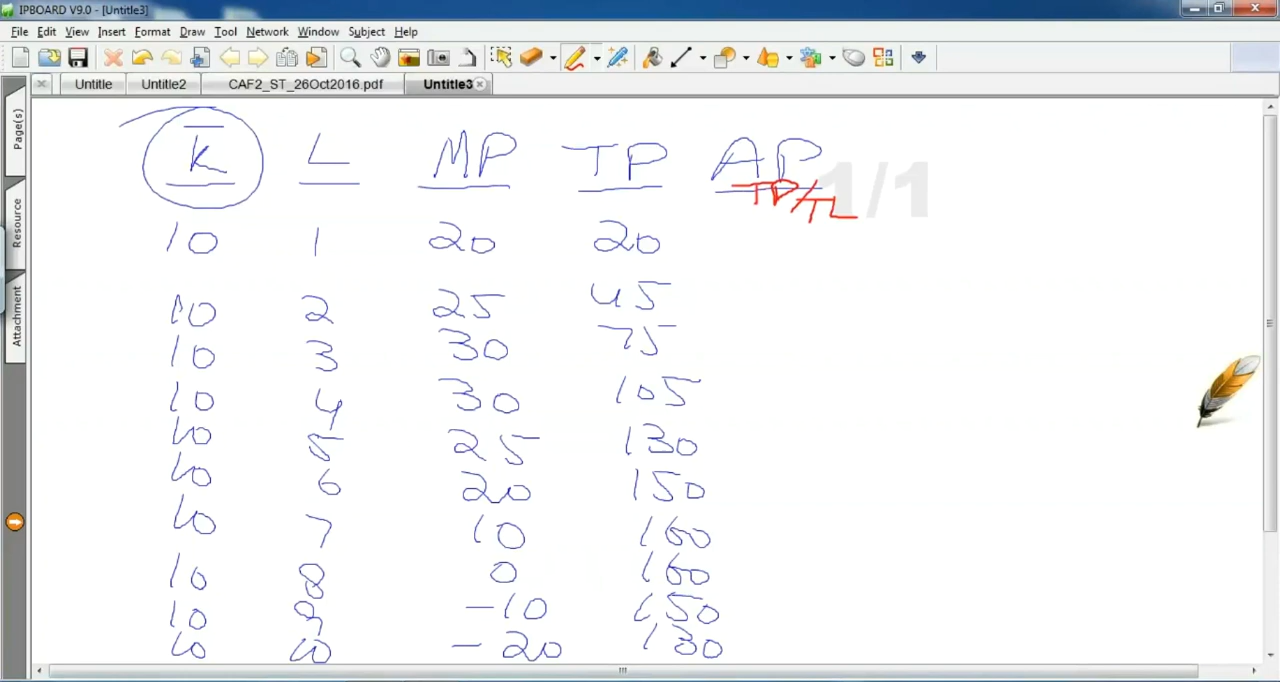 IPBOARD V9.0 - [Untitle3]
File Edit View Insert Format Draw Tool Network Window Subject Help
Untitle Untitle2 CAF2_ST_26Oct2016.pdf Untitle3
Page(s)
Resource
Attachment
1/1
K L MP TP AP
TP/TL
10 1 20 20
10 2 25 45
10 3 30 75
10 4 30 105
10 5 25 130
10 6 20 150
10 7 10 160
10 8 0 160
10 9 -10 150
10 10 -20 130